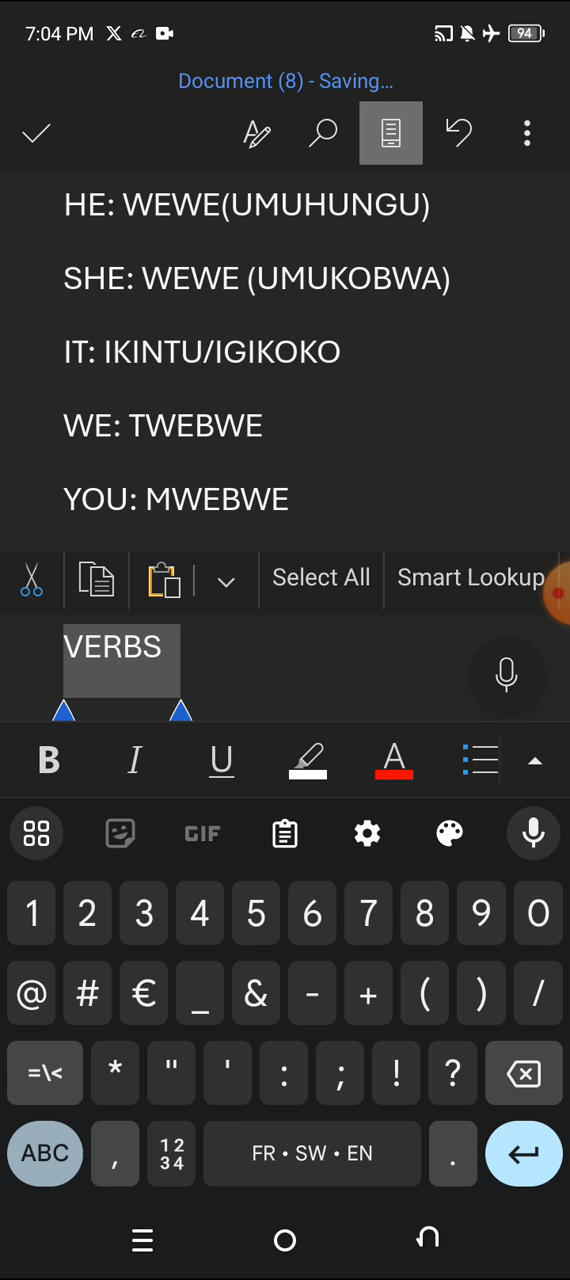 7:04 PM X 94
Document (8) - Saving...
HE: WEWE(UMUHUNGU)
SHE: WEWE (UMUKOBWA)
IT: IKINTU/IGIKOKO
WE: TWEBWE
YOU: MWEBWE
Select All Smart Lookup
VERBS
B I U A
GIF
1 2 3 4 5 6 7 8 9 0
@ # € _ & - + ( ) /
=\< * " ' : ; ! ?
ABC , 12 34 FR • SW • EN .